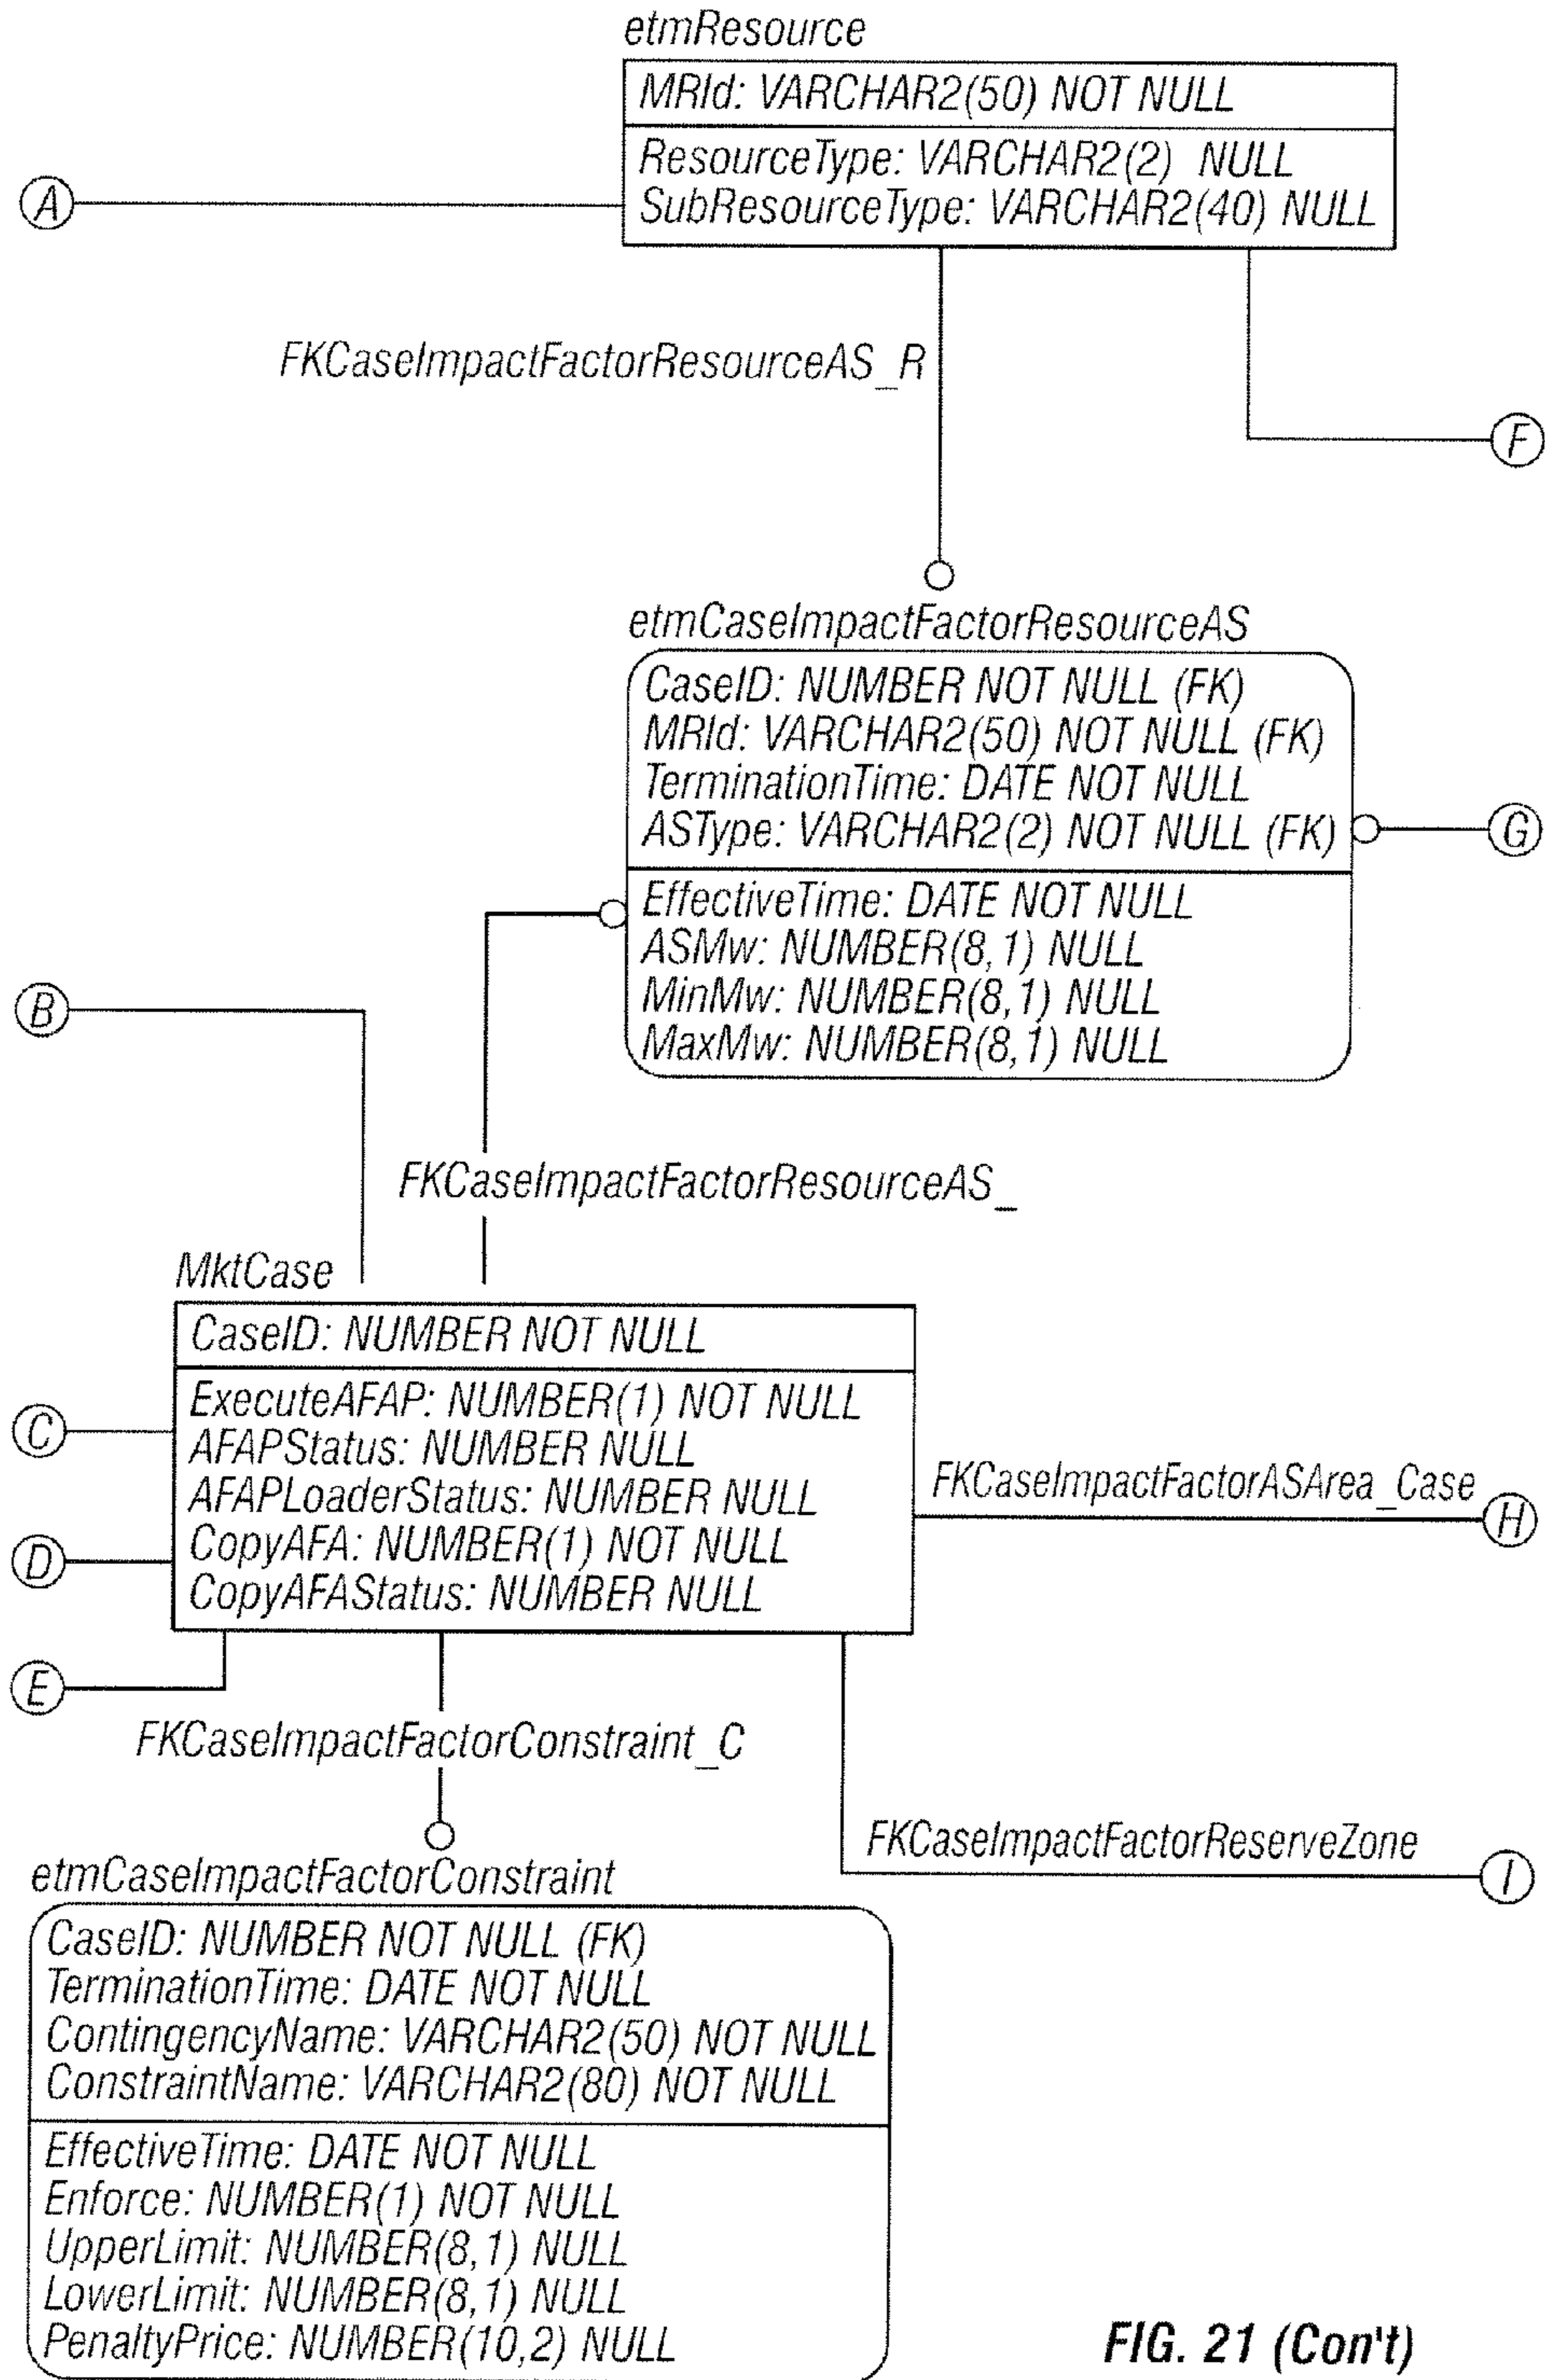 etmResource
MRId: VARCHAR2(50) NOT NULL
ResourceType: VARCHAR2(2) NULL
SubResourceType: VARCHAR2(40) NULL
A
FKCaseImpactFactorResourceAS_R
F
etmCaseImpactFactorResourceAS
CaseID: NUMBER NOT NULL (FK)
MRId: VARCHAR2(50) NOT NULL (FK)
TerminationTime: DATE NOT NULL
ASType: VARCHAR2(2) NOT NULL (FK)
G
EffectiveTime: DATE NOT NULL
ASMw: NUMBER(8,1) NULL
MinMw: NUMBER(8,1) NULL
MaxMw: NUMBER(8,1) NULL
B
FKCaseImpactFactorResourceAS_
MktCase
CaseID: NUMBER NOT NULL
ExecuteAFAP: NUMBER(1) NOT NULL
AFAPStatus: NUMBER NULL
AFAPLoaderStatus: NUMBER NULL
CopyAFA: NUMBER(1) NOT NULL
CopyAFAStatus: NUMBER NULL
C
D
E
FKCaseImpactFactorASArea_Case
H
FKCaseImpactFactorConstraint_C
FKCaseImpactFactorReserveZone
I
etmCaseImpactFactorConstraint
CaseID: NUMBER NOT NULL (FK)
TerminationTime: DATE NOT NULL
ContingencyName: VARCHAR2(50) NOT NULL
ConstraintName: VARCHAR2(80) NOT NULL
EffectiveTime: DATE NOT NULL
Enforce: NUMBER(1) NOT NULL
UpperLimit: NUMBER(8,1) NULL
LowerLimit: NUMBER(8,1) NULL
PenaltyPrice: NUMBER(10,2) NULL
FIG. 21 (Con't)